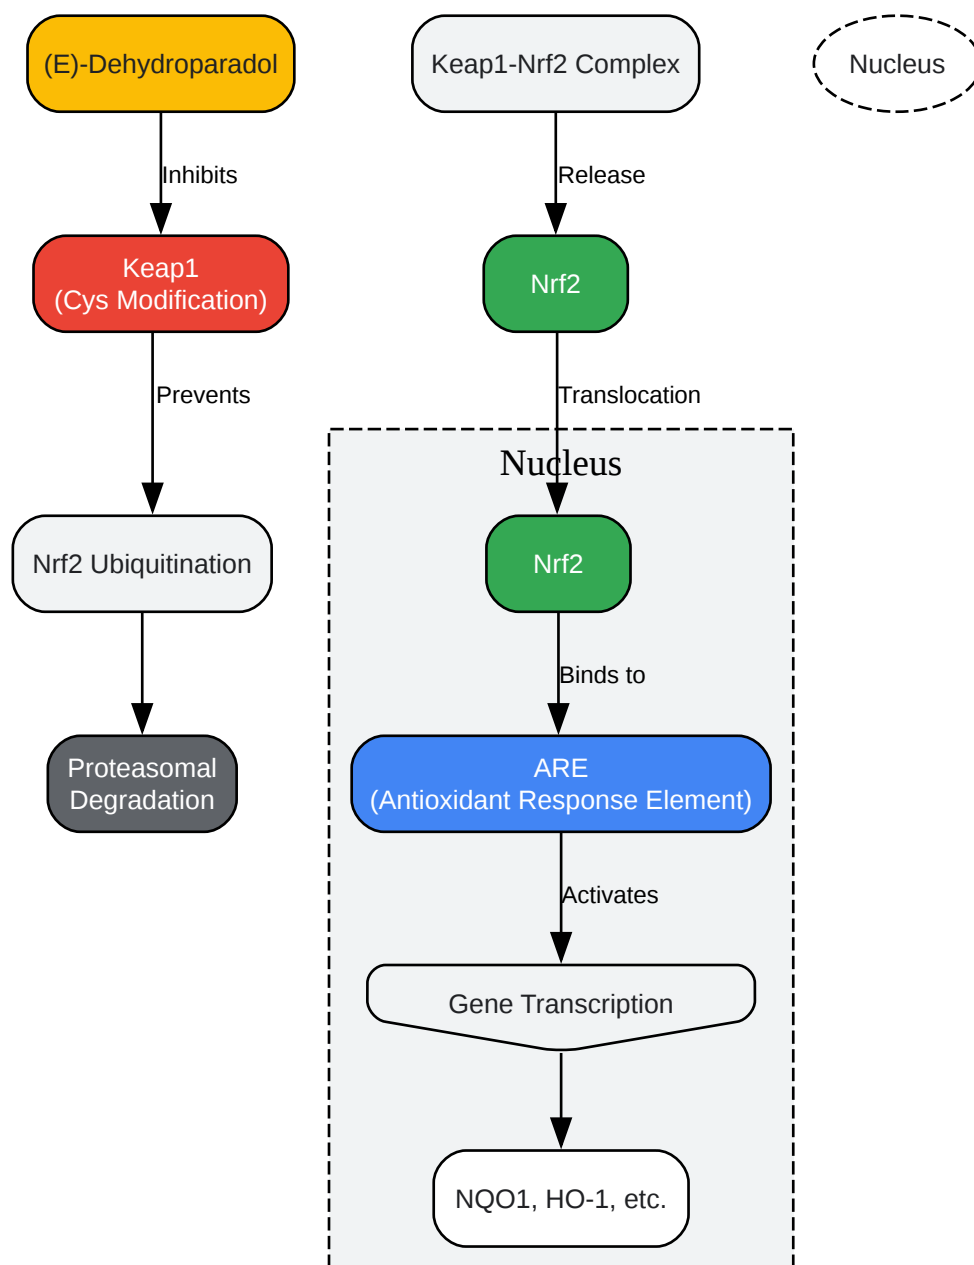 (E)-Dehydroparadol
Keap1-Nrf2 Complex
Nucleus
Inhibits
Release
Keap1
(Cys Modification)
Nrf2
Prevents
Translocation
Nucleus
Nrf2 Ubiquitination
Nrf2
Binds to
Proteasomal
Degradation
ARE
(Antioxidant Response Element)
Activates
Gene Transcription
NQO1, HO-1, etc.